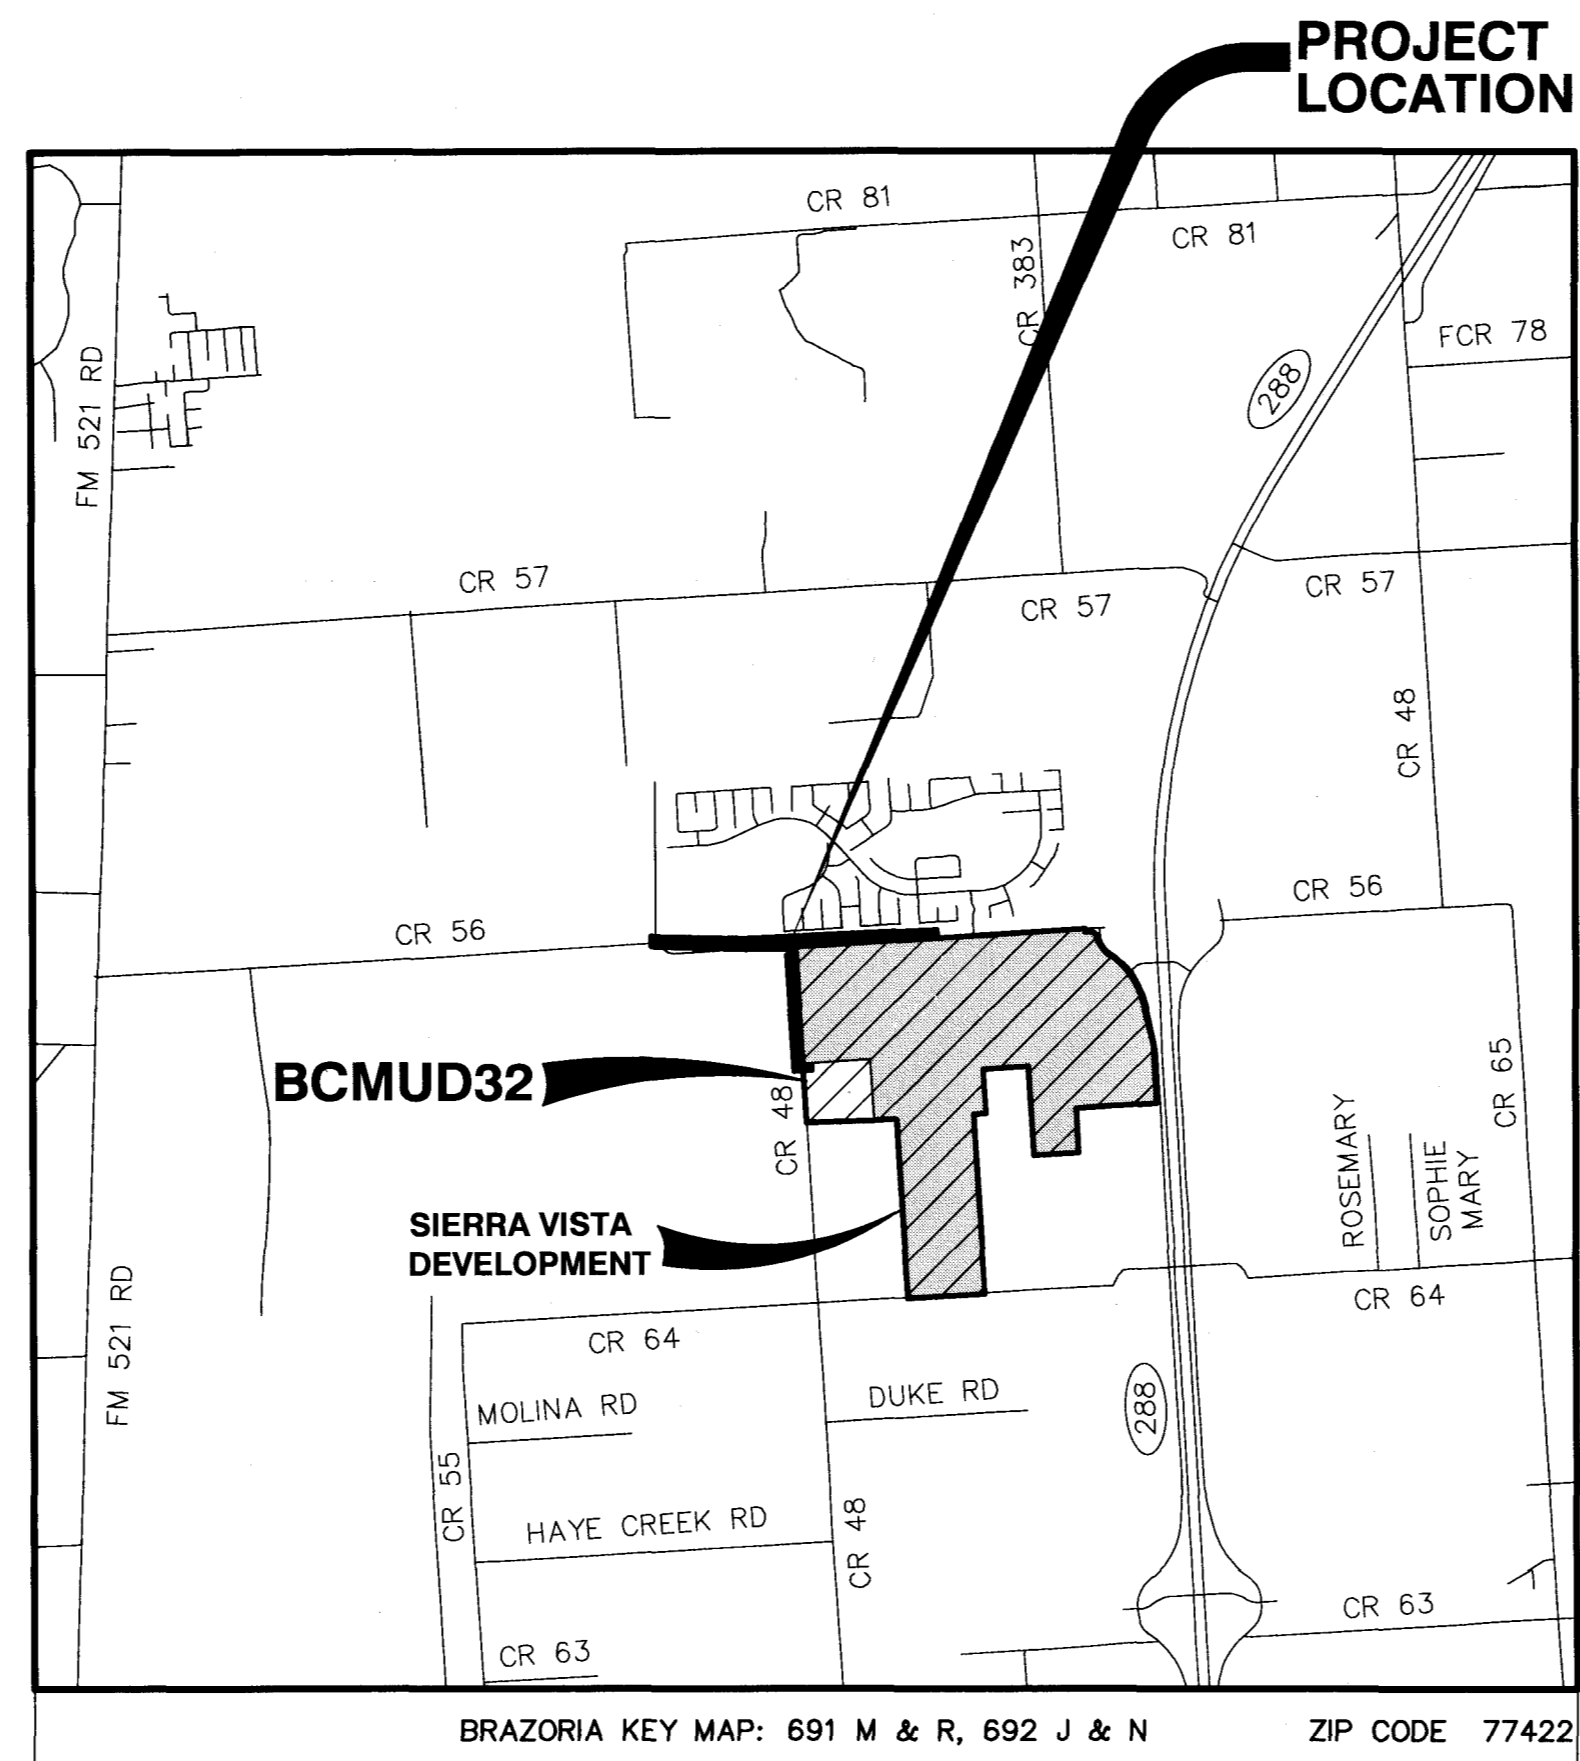 PROJECT
LOCATION
CR 81
CR 81
CR 383
FCR 78
288
FM 521 RD
CR 57
CR 57
CR 57
CR 48
CR 56
CR 56
BCMUD32
CR 48
CR 65
ROSEMARY
SOPHIE
MARY
SIERRA VISTA
DEVELOPMENT
CR 64
FM 521 RD
CR 64
MOLINA RD
DUKE RD
288
CR 55
HAYE CREEK RD
CR 48
CR 63
CR 63
BRAZORIA KEY MAP: 691 M & R, 692 J & N
ZIP CODE 77422